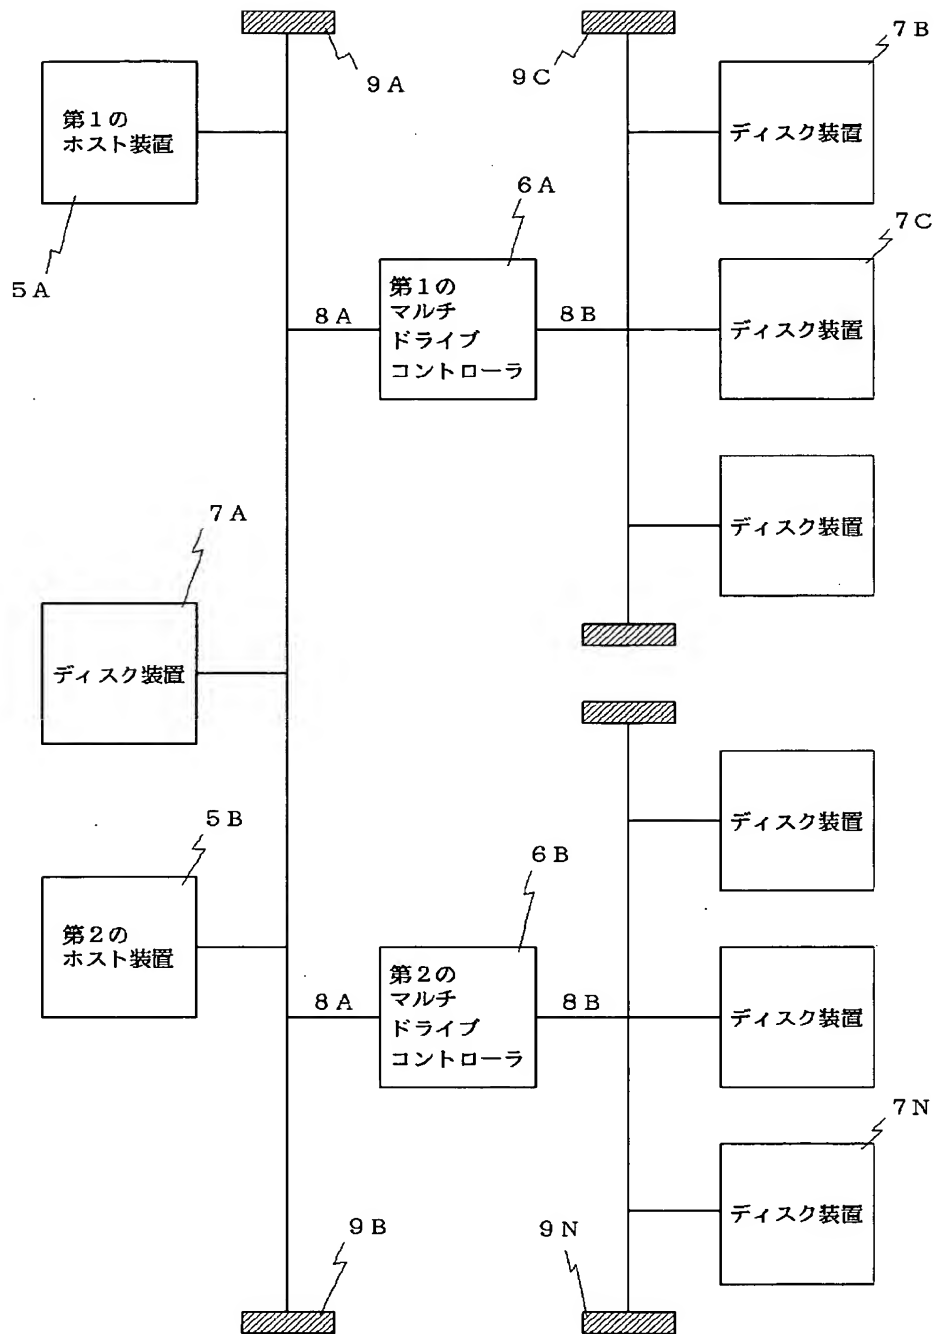 9A
9C
7B
第1の
ホスト装置
ディスク装置
5A
6A
7C
8A
第1の
マルチ
ドライブ
コントローラ
8B
ディスク装置
ディスク装置
7A
ディスク装置
ディスク装置
5B
6B
第2の
ホスト装置
8A
第2の
マルチ
ドライブ
コントローラ
8B
ディスク装置
7N
ディスク装置
9B
9N